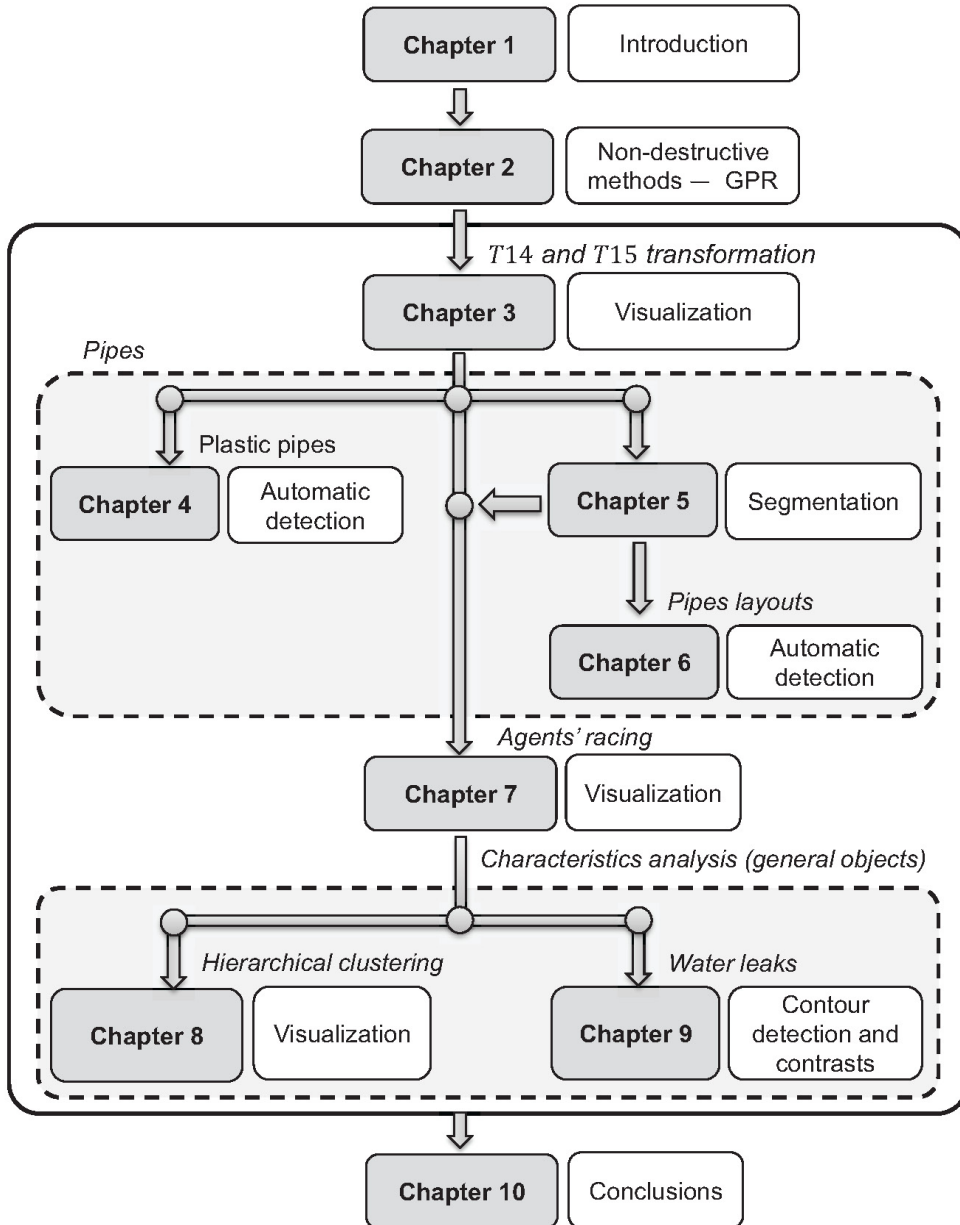 Chapter 1
Introduction
Chapter 2
Non-destructive
methods — GPR
T14 and T15 transformation
Chapter 3
Visualization
Pipes
Plastic pipes
Chapter 4
Automatic
detection
Chapter 5
Segmentation
Pipes layouts
Chapter 6
Automatic
detection
Agents' racing
Chapter 7
Visualization
Characteristics analysis (general objects)
Hierarchical clustering
Chapter 8
Visualization
Water leaks
Chapter 9
Contour
detection and
contrasts
Chapter 10
Conclusions